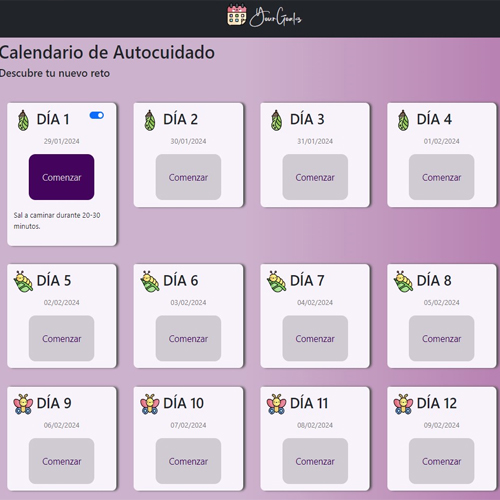 YourGoals
Calendario de Autocuidado
Descubre tu nuevo reto
DÍA 1
29/01/2024
Comenzar
Sal a caminar durante 20-30
minutos.
DÍA 2
30/01/2024
Comenzar
DÍA 3
31/01/2024
Comenzar
DÍA 4
01/02/2024
Comenzar
DÍA 5
02/02/2024
Comenzar
DÍA 6
03/02/2024
Comenzar
DÍA 7
04/02/2024
Comenzar
DÍA 8
05/02/2024
Comenzar
DÍA 9
06/02/2024
Comenzar
DÍA 10
07/02/2024
Comenzar
DÍA 11
08/02/2024
Comenzar
DÍA 12
09/02/2024
Comenzar